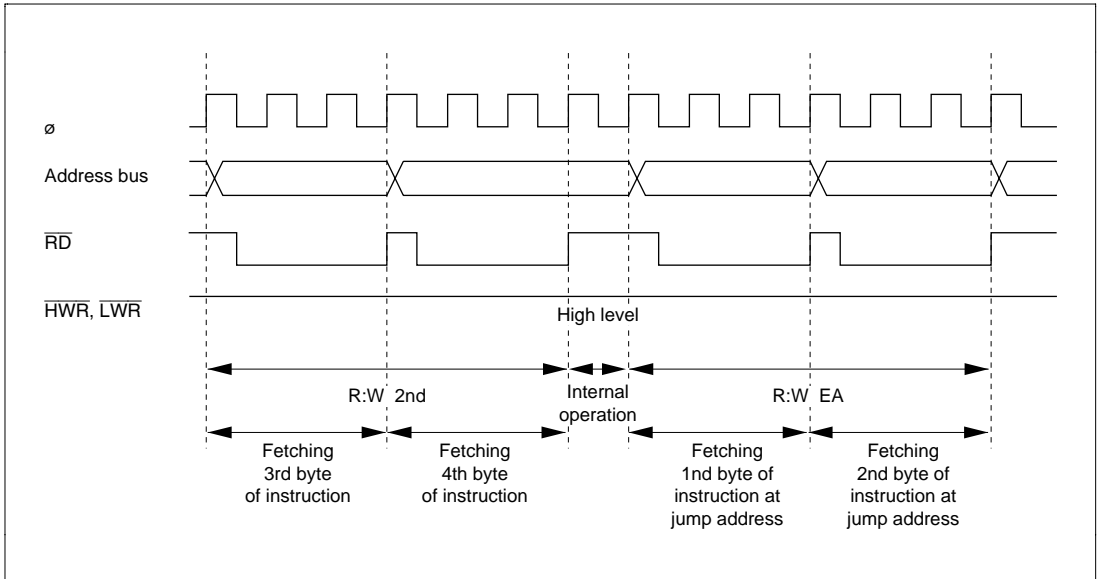 ø
Address bus
RD
HWR, LWR
High level
R:W 2nd
Internal
operation
R:W EA
Fetching
3rd byte
of instruction
Fetching
4th byte
of instruction
Fetching
1nd byte of
instruction at
jump address
Fetching
2nd byte of
instruction at
jump address